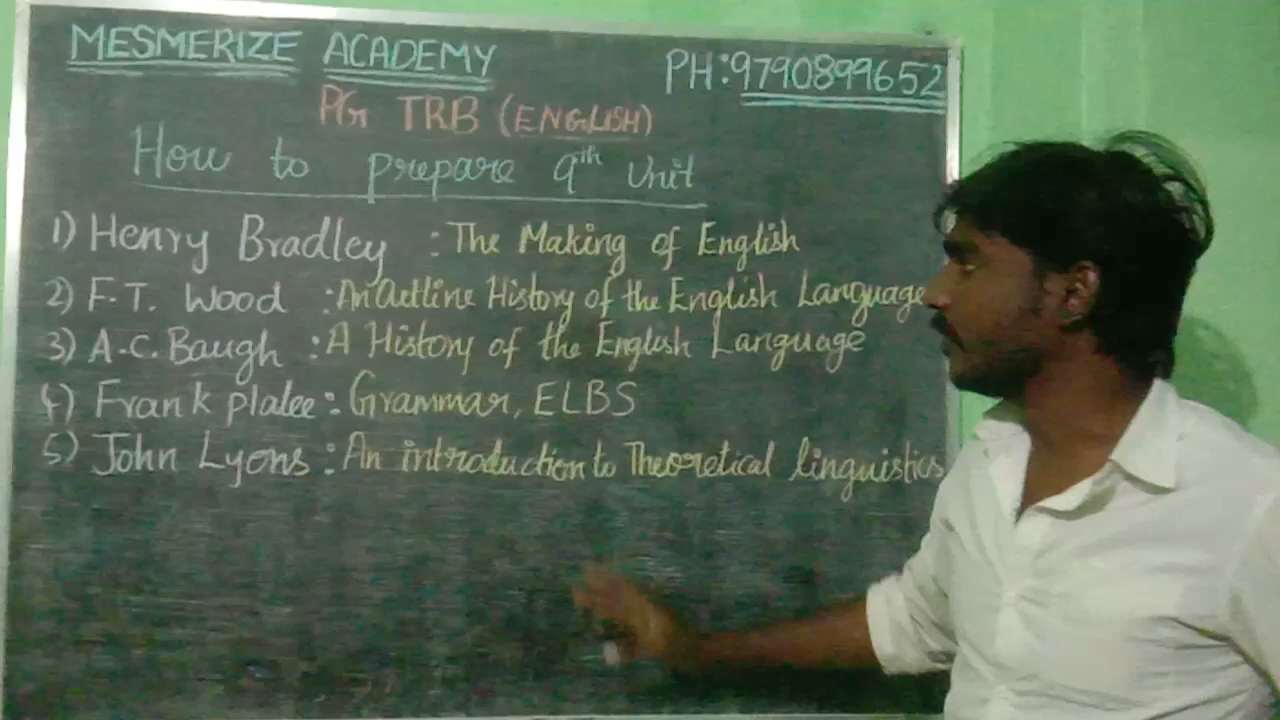 MESMERIZE ACADEMY PH:9790899652
PG TRB (ENGLISH)
How to prepare 9th Unit
1) Henry Bradley : The Making of English
2) F.T. Wood : An Outline History of the English Language
3) A.C. Baugh : A History of the English Language
4) Frank plalee : Grammar, ELBS
5) John Lyons : An introduction to Theoretical linguistics